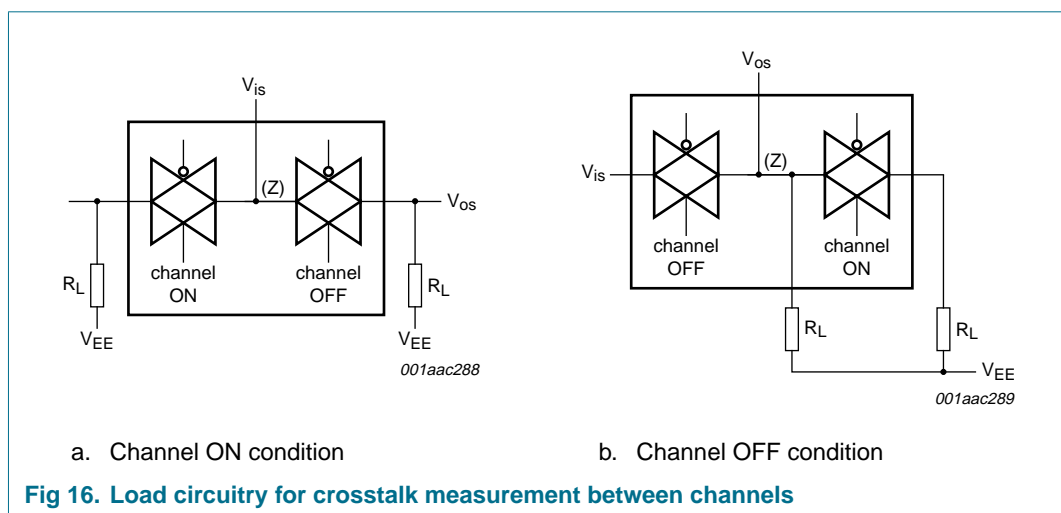 V_is
(Z)
channel
ON
channel
OFF
R_L
V_EE
R_L
V_EE
V_os
001aac288
V_os
V_is
(Z)
channel
OFF
channel
ON
R_L
R_L
V_EE
001aac289
a. Channel ON condition
b. Channel OFF condition
Fig 16. Load circuitry for crosstalk measurement between channels